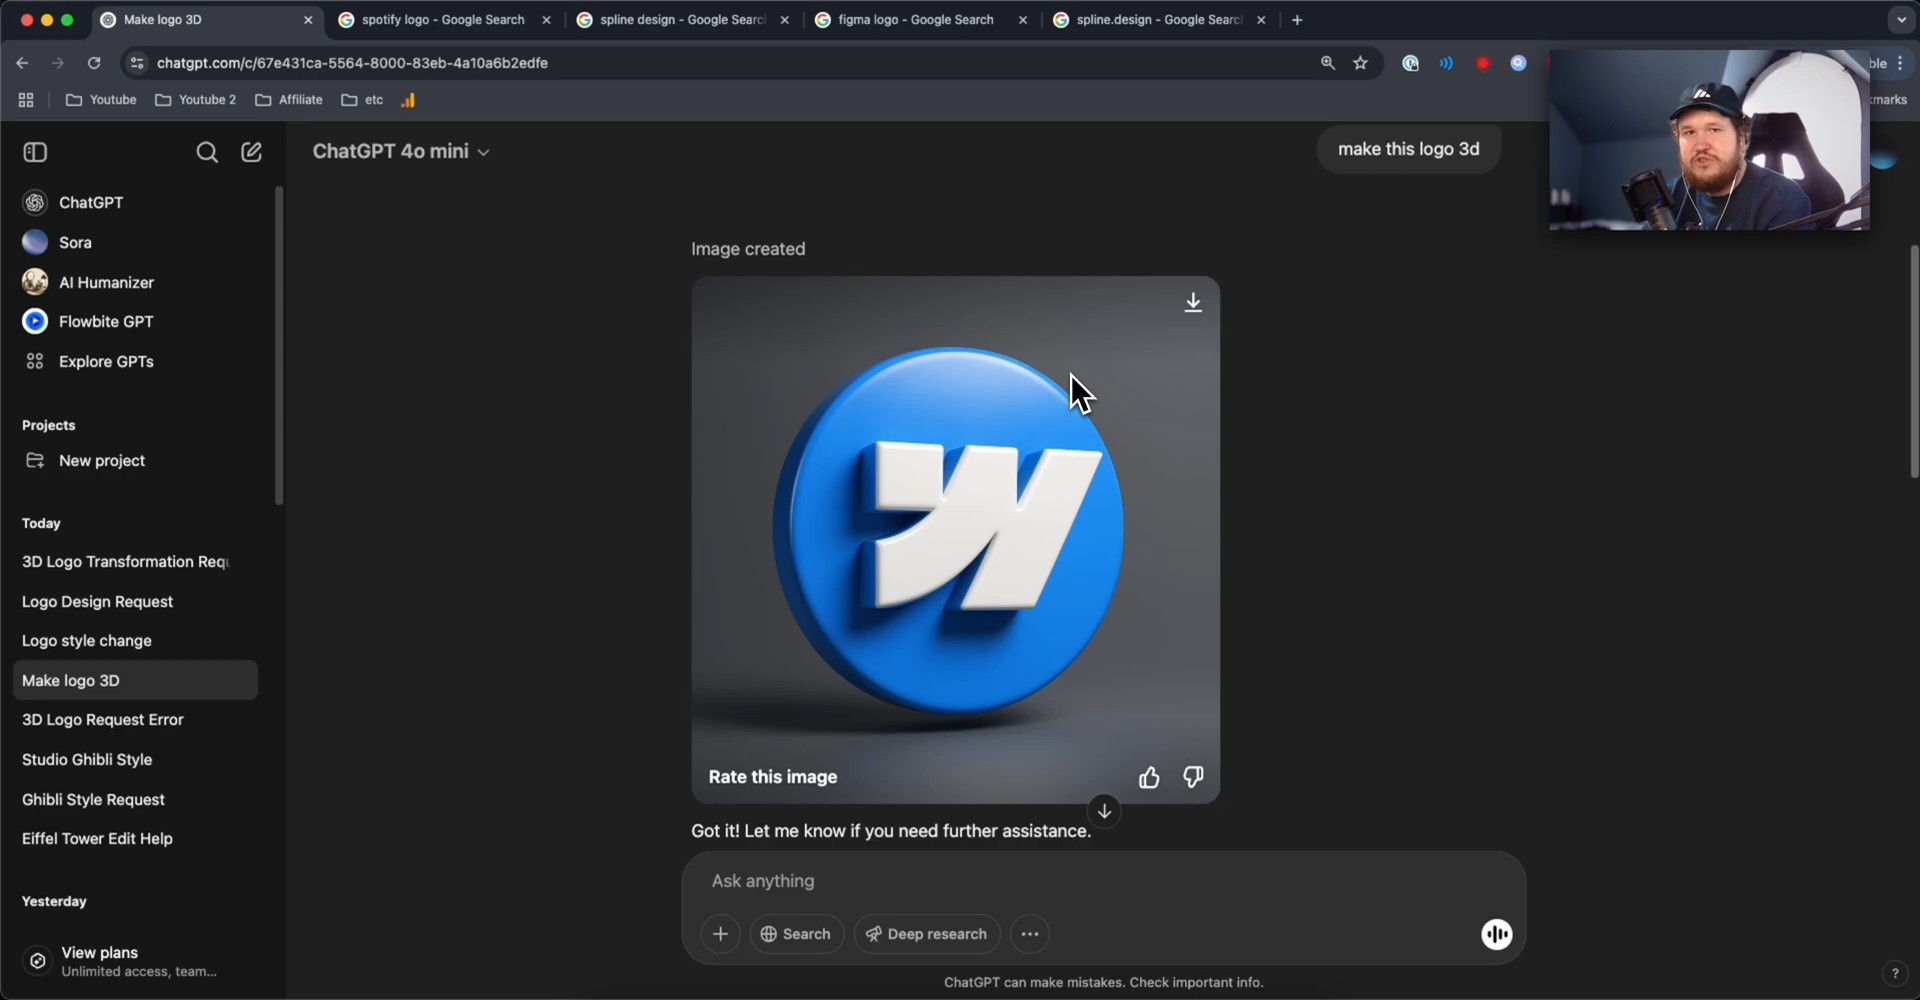 Make logo 3D
spotify logo - Google Search
spline design - Google Searc
figma logo - Google Search
spline.design - Google Searc
chatgpt.com/c/67e431ca-5564-8000-83eb-4a10a6b2edfe
Youtube
Youtube 2
Affiliate
etc
ChatGPT
Sora
AI Humanizer
Flowbite GPT
Explore GPTs
Projects
New project
Today
3D Logo Transformation Requ
Logo Design Request
Logo style change
Make logo 3D
3D Logo Request Error
Studio Ghibli Style
Ghibli Style Request
Eiffel Tower Edit Help
Yesterday
View plans
Unlimited access, team...
ChatGPT 4o mini
make this logo 3d
Image created
W
Rate this image
Got it! Let me know if you need further assistance.
Ask anything
Search
Deep research
ChatGPT can make mistakes. Check important info.
?